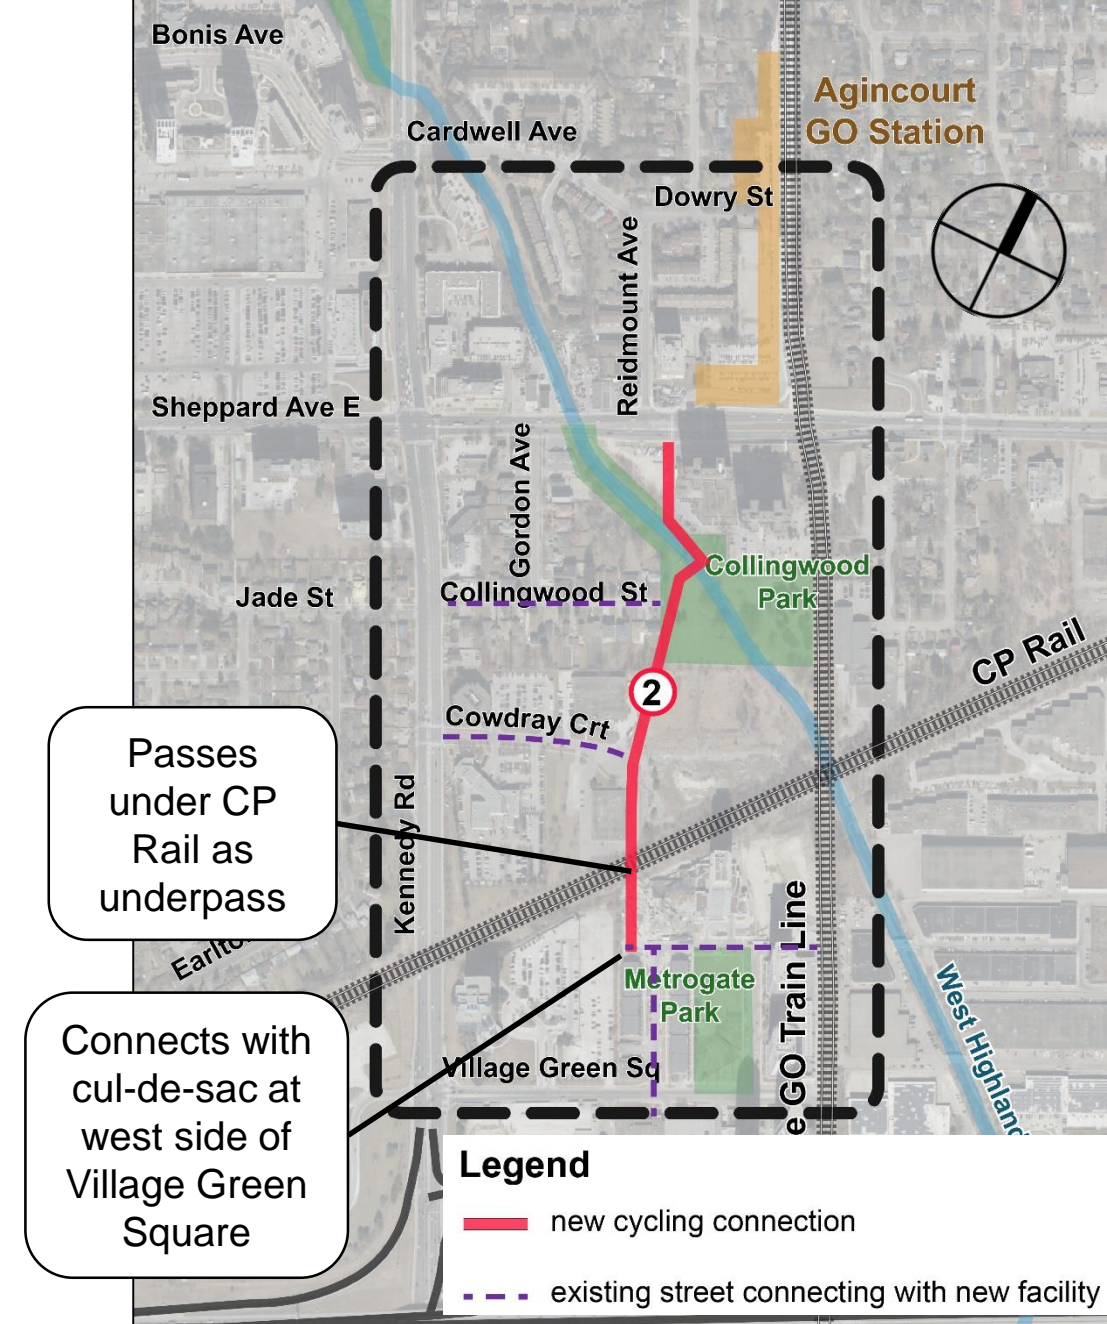 Bonis Ave
Agincourt
GO Station
Cardwell Ave
Dowry St
Reidmount Ave
Sheppard Ave E
Gordon Ave
Collingwood
Park
Collingwood St
Jade St
CP Rail
2
Cowdray Crt
Passes
under CP
Rail as
underpass
Kennedy Rd
e GO Train Line
Metrogate
Park
West Highland
Connects with
cul-de-sac at
west side of
Village Green
Square
Village Green Sq
Legend
new cycling connection
existing street connecting with new facility